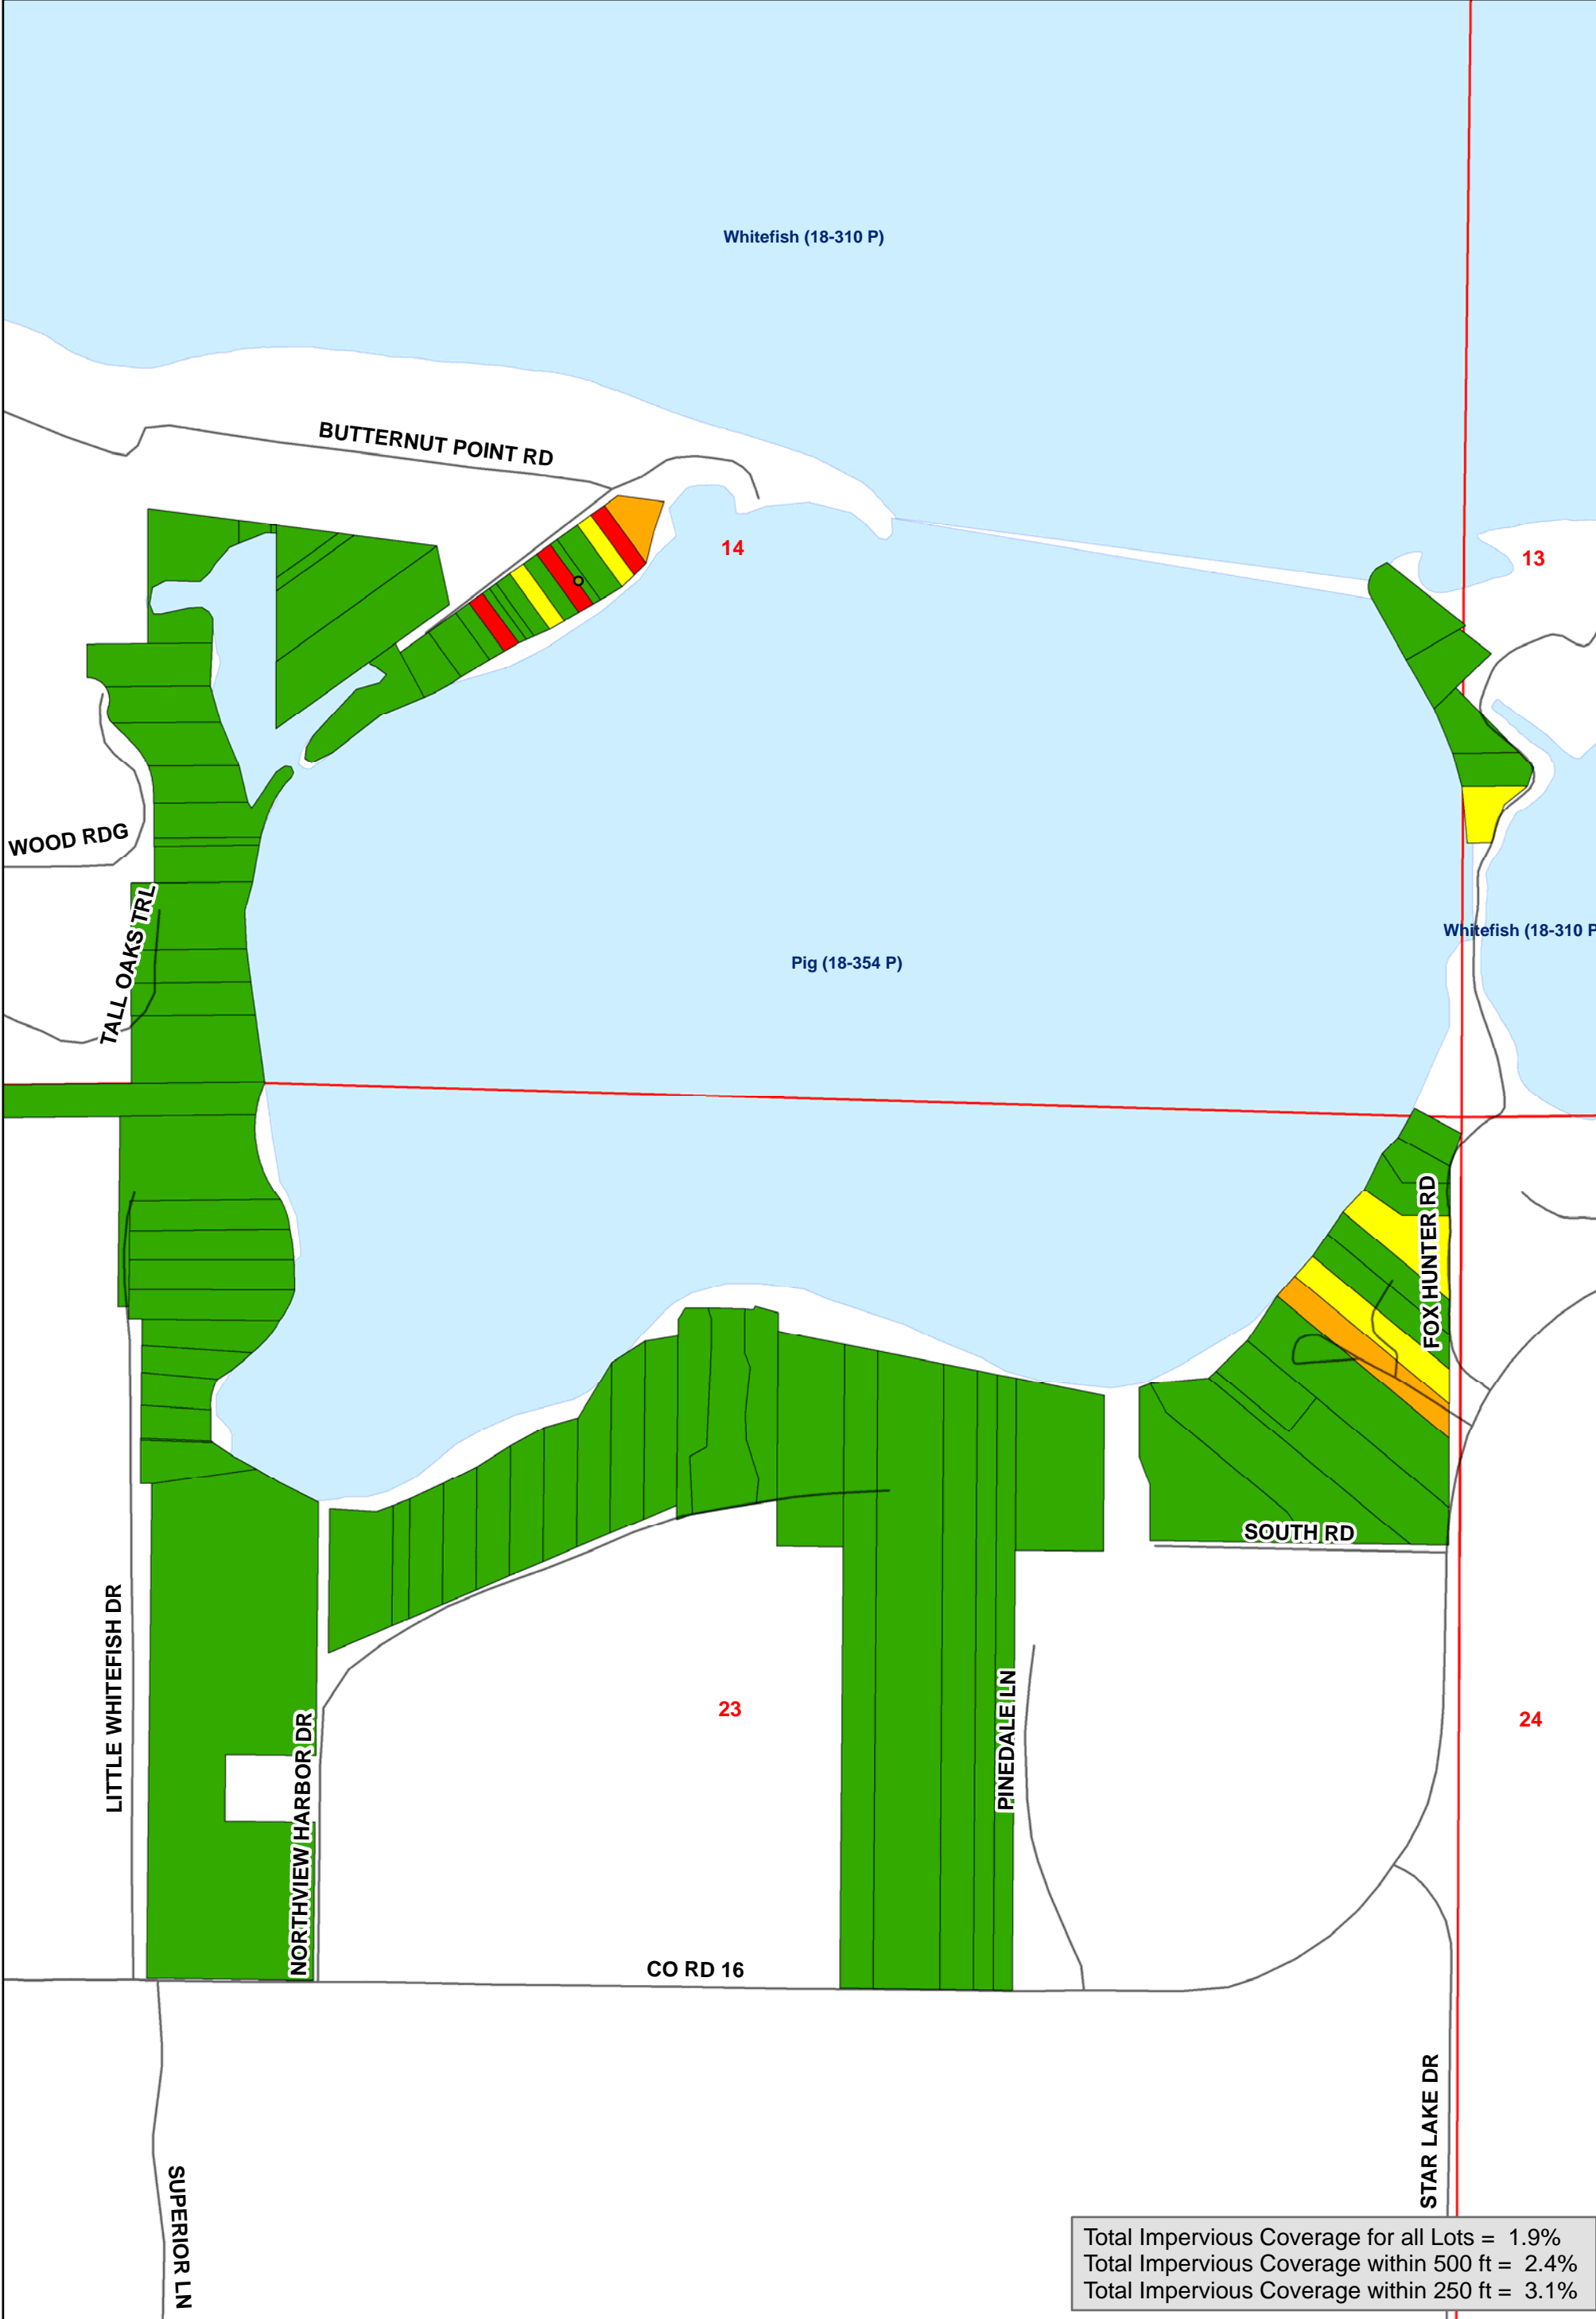 Whitefish (18-310 P)
BUTTERNUT POINT RD
14
13
WOOD RDG
TALL OAKS TRL
Whitefish (18-310 P
Pig (18-354 P)
FOX HUNTER RD
SOUTH RD
LITTLE WHITEFISH DR
NORTHVIEW HARBOR DR
23
PINEDALE LN
24
CO RD 16
STAR LAKE DR
SUPERIOR LN
Total Impervious Coverage for all Lots = 1.9%
Total Impervious Coverage within 500 ft = 2.4%
Total Impervious Coverage within 250 ft = 3.1%